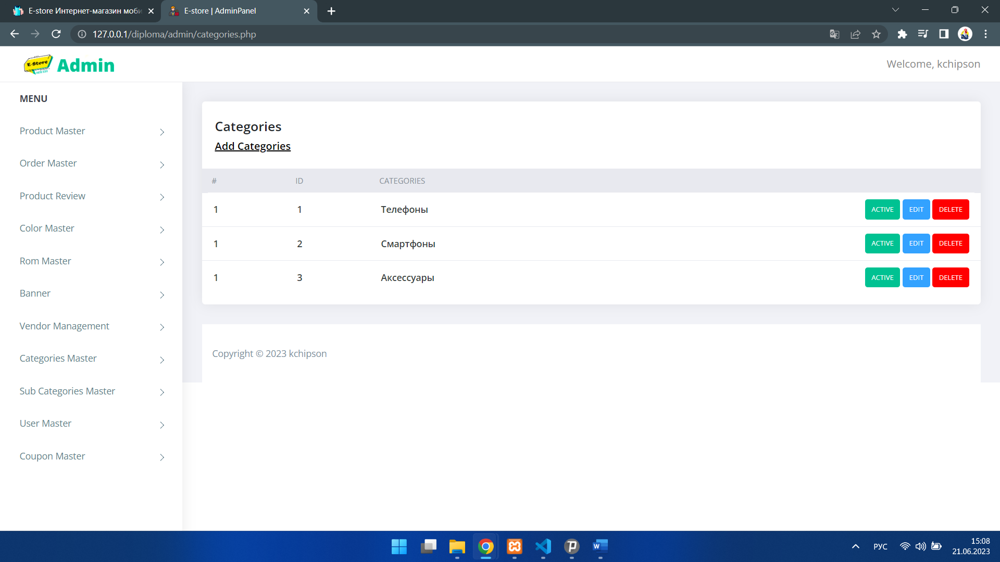 E-store Интернет-магазин моби
E-store | AdminPanel
127.0.0.1/diploma/admin/categories.php
E-Store
Admin
Welcome, kchipson
MENU
Product Master
Order Master
Product Review
Color Master
Rom Master
Banner
Vendor Management
Categories Master
Sub Categories Master
User Master
Coupon Master
Categories
Add Categories
# ID CATEGORIES
1 1 Телефоны ACTIVE EDIT DELETE
1 2 Смартфоны ACTIVE EDIT DELETE
1 3 Аксессуары ACTIVE EDIT DELETE
Copyright © 2023 kchipson
РУС
15:08
21.06.2023